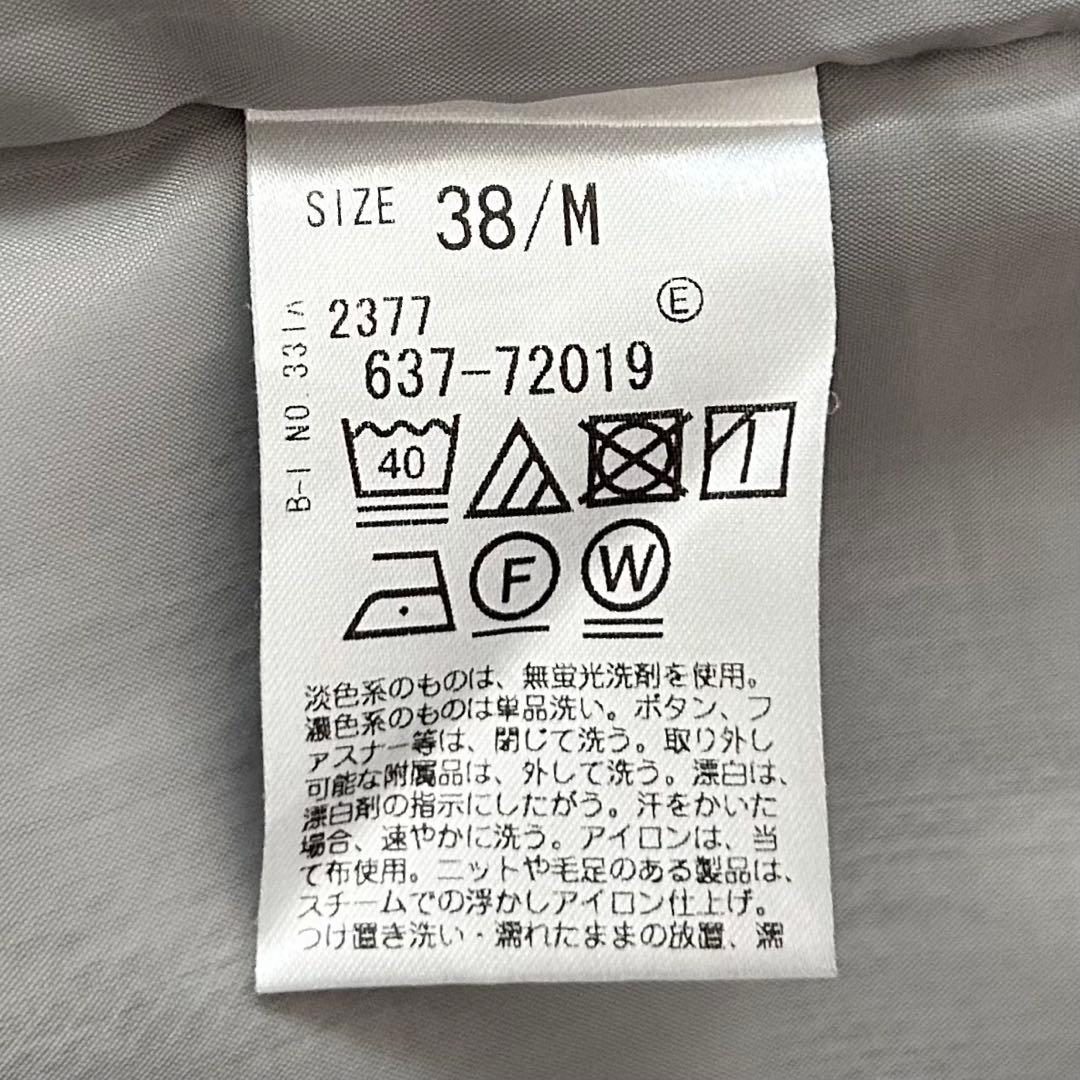 SIZE 38/M
2377 E
637-72019
B-I NO.331A
40
F W
淡色系のものは、無蛍光洗剤を使用。
濃色系のものは単品洗い。ボタン、フ
ァスナー等は、閉じて洗う。取り外し
可能な附属品は、外して洗う。漂白は、
漂白剤の指示にしたがう。汗をかいた
場合、速やかに洗う。アイロンは、当
て布使用。ニットや毛足のある製品は、
スチームでの浮かしアイロン仕上げ。
つけ置き洗い・濡れたままの放置、濡